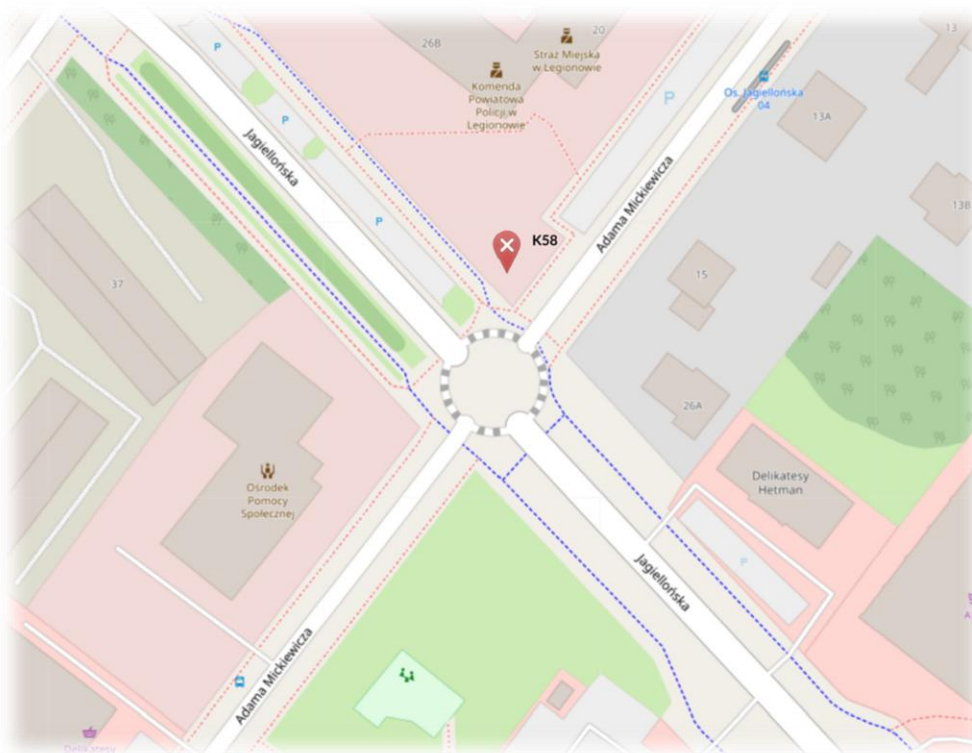 P
26B
20
Straż Miejska
w Legionowie
13
Komenda
Powiatowa
Policji w
Legionowie
P
Os. Jagiellońska
04
13A
P
Jagiellońska
Adama Mickiewicza
13B
P
K58
15
37
26A
Ośrodek
Pomocy
Społecznej
Delikatesy
Hetman
P
Jagiellońska
Adama Mickiewicza
Delikatesy